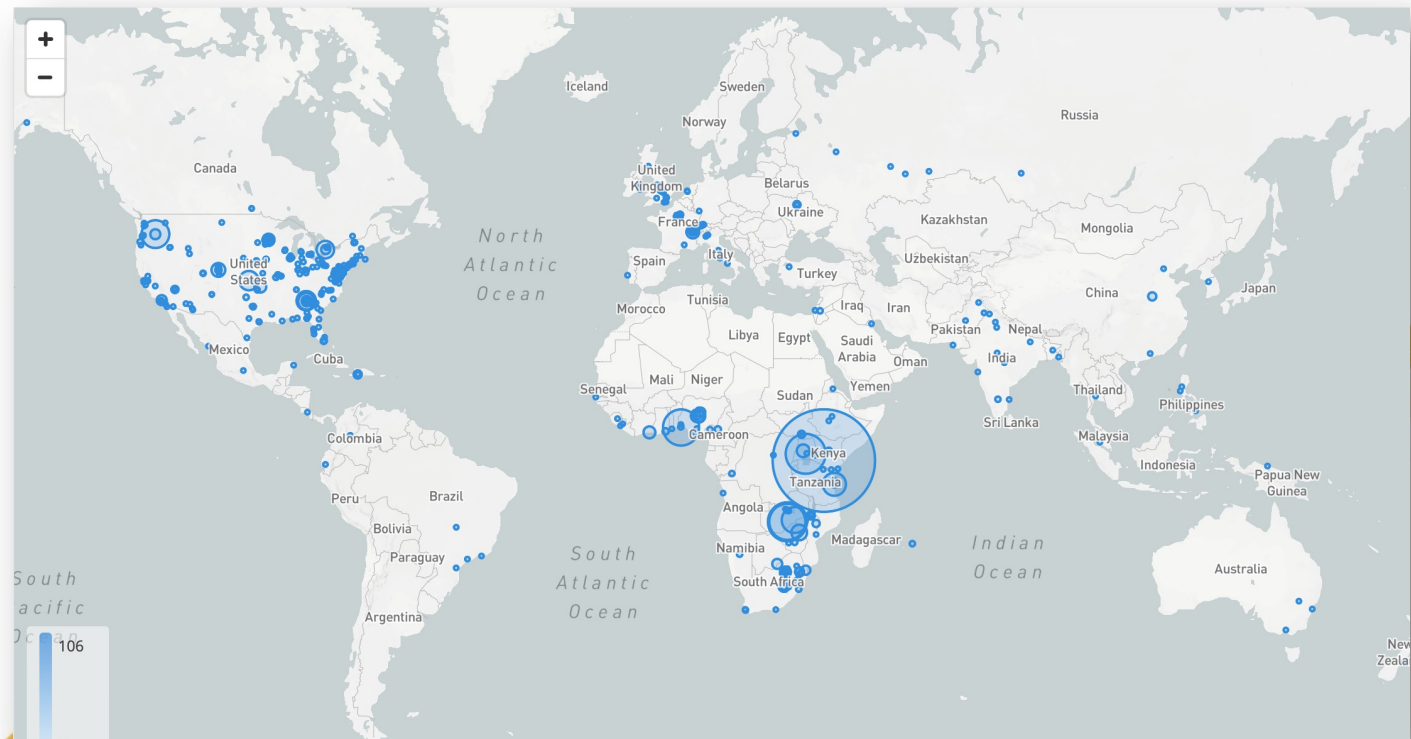 +
−
Iceland
Sweden
Russia
Norway
Canada
United
Kingdom
Belarus
Ukraine
France
Kazakhstan
Mongolia
North
Atlantic
Ocean
United
States
Spain
Italy
Turkey
Uzbekistan
China
Japan
Morocco
Tunisia
Iraq
Iran
Pakistan
Nepal
Libya
Egypt
Saudi
Arabia
Oman
India
Mexico
Cuba
Senegal
Mali
Niger
Sudan
Yemen
Thailand
Philippines
Sri Lanka
Colombia
Cameroon
Kenya
Malaysia
Indonesia
Papua New
Guinea
Tanzania
Peru
Brazil
Angola
Bolivia
Paraguay
Namibia
Madagascar
South
Atlantic
Ocean
Indian
Ocean
South Africa
Australia
South
acific
Ocean
Argentina
106
New
Zeala